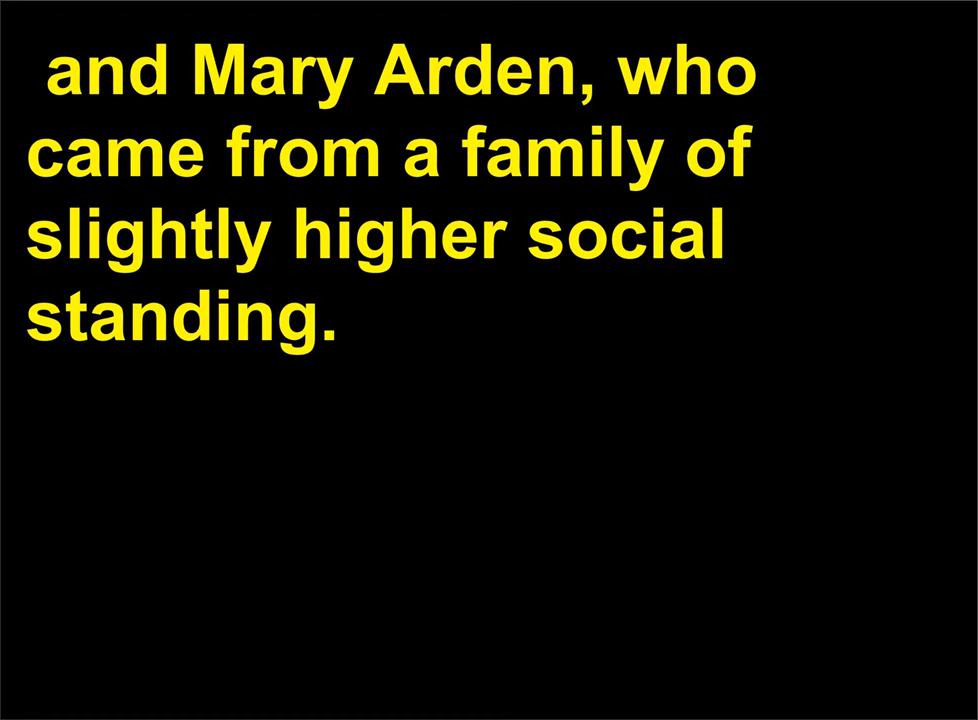 and Mary Arden, who
came from a family of
slightly higher social
standing.